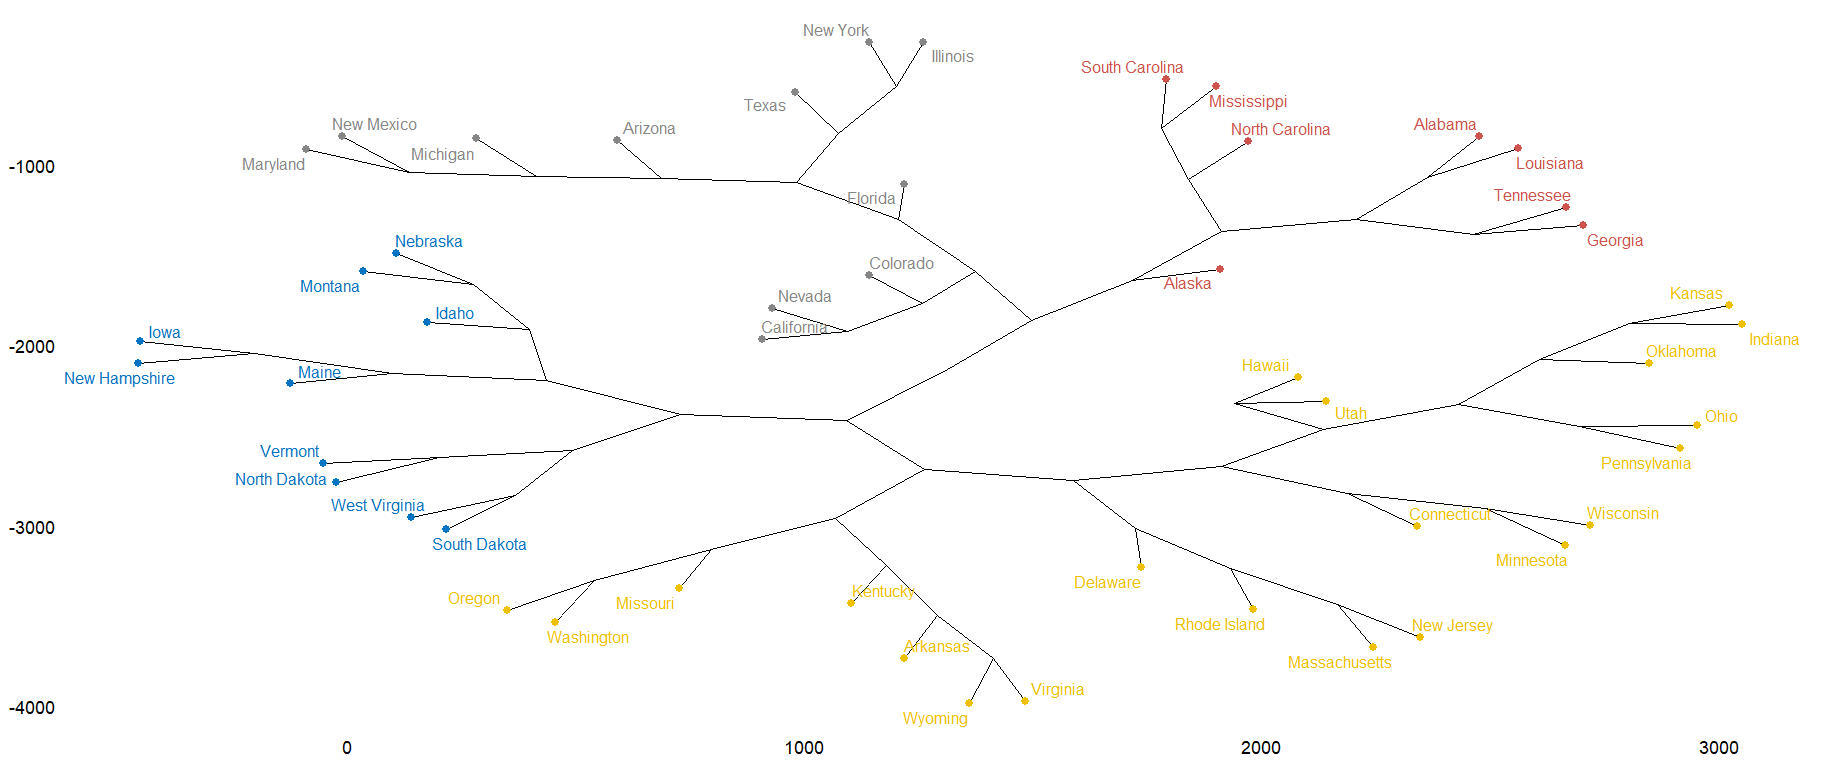 New York
Illinois
South Carolina
Mississippi
Texas
New Mexico
Arizona
North Carolina
Alabama
Michigan
Maryland
-1000
Louisiana
Florida
Tennessee
Nebraska
Georgia
Colorado
Montana
Alaska
Nevada
Kansas
Idaho
California
Iowa
Indiana
-2000
Oklahoma
Hawaii
Maine
New Hampshire
Utah
Ohio
Vermont
Pennsylvania
North Dakota
West Virginia
Connecticut
Wisconsin
-3000
South Dakota
Minnesota
Delaware
Kentucky
Oregon
Missouri
Rhode Island
New Jersey
Washington
Arkansas
Massachusetts
Virginia
-4000
Wyoming
0
1000
2000
3000